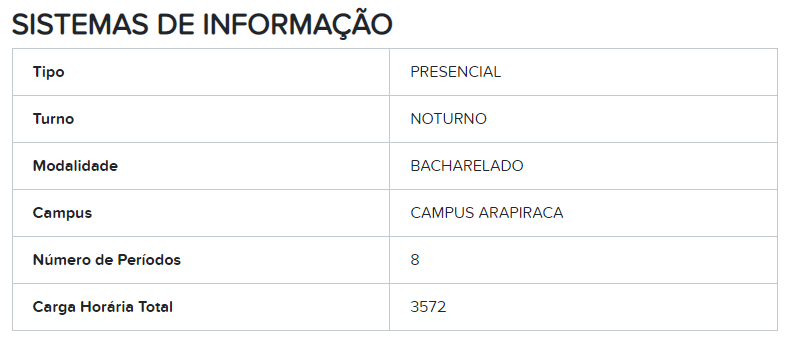 SISTEMAS DE INFORMAÇÃO
Tipo PRESENCIAL
Turno NOTURNO
Modalidade BACHARELADO
Campus CAMPUS ARAPIRACA
Número de Períodos 8
Carga Horária Total 3572